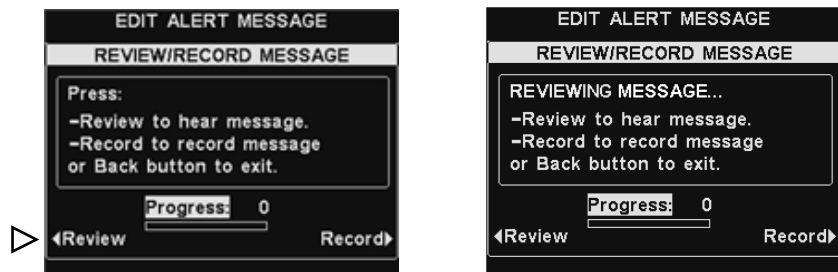 EDIT ALERT MESSAGE
REVIEW/RECORD MESSAGE
Press:
-Review to hear message.
-Record to record message
or Back button to exit.
Progress: 0
Review Record
EDIT ALERT MESSAGE
REVIEW/RECORD MESSAGE
REVIEWING MESSAGE...
-Review to hear message.
-Record to record message
or Back button to exit.
Progress: 0
Review Record